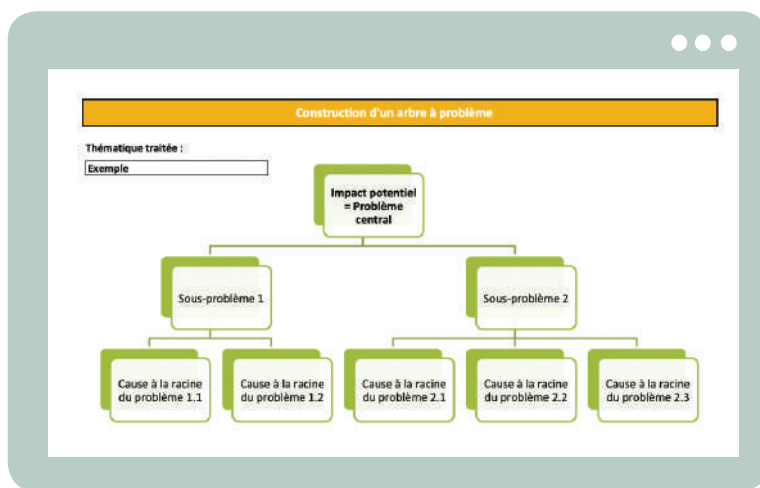 Construction d'un arbre à problème
Thématique traitée :
Exemple
Impact potentiel
= Problème
central
Sous-problème 1
Sous-problème 2
Cause à la racine
du problème 1.1
Cause à la racine
du problème 1.2
Cause à la racine
du problème 2.1
Cause à la racine
du problème 2.2
Cause à la racine
du problème 2.3